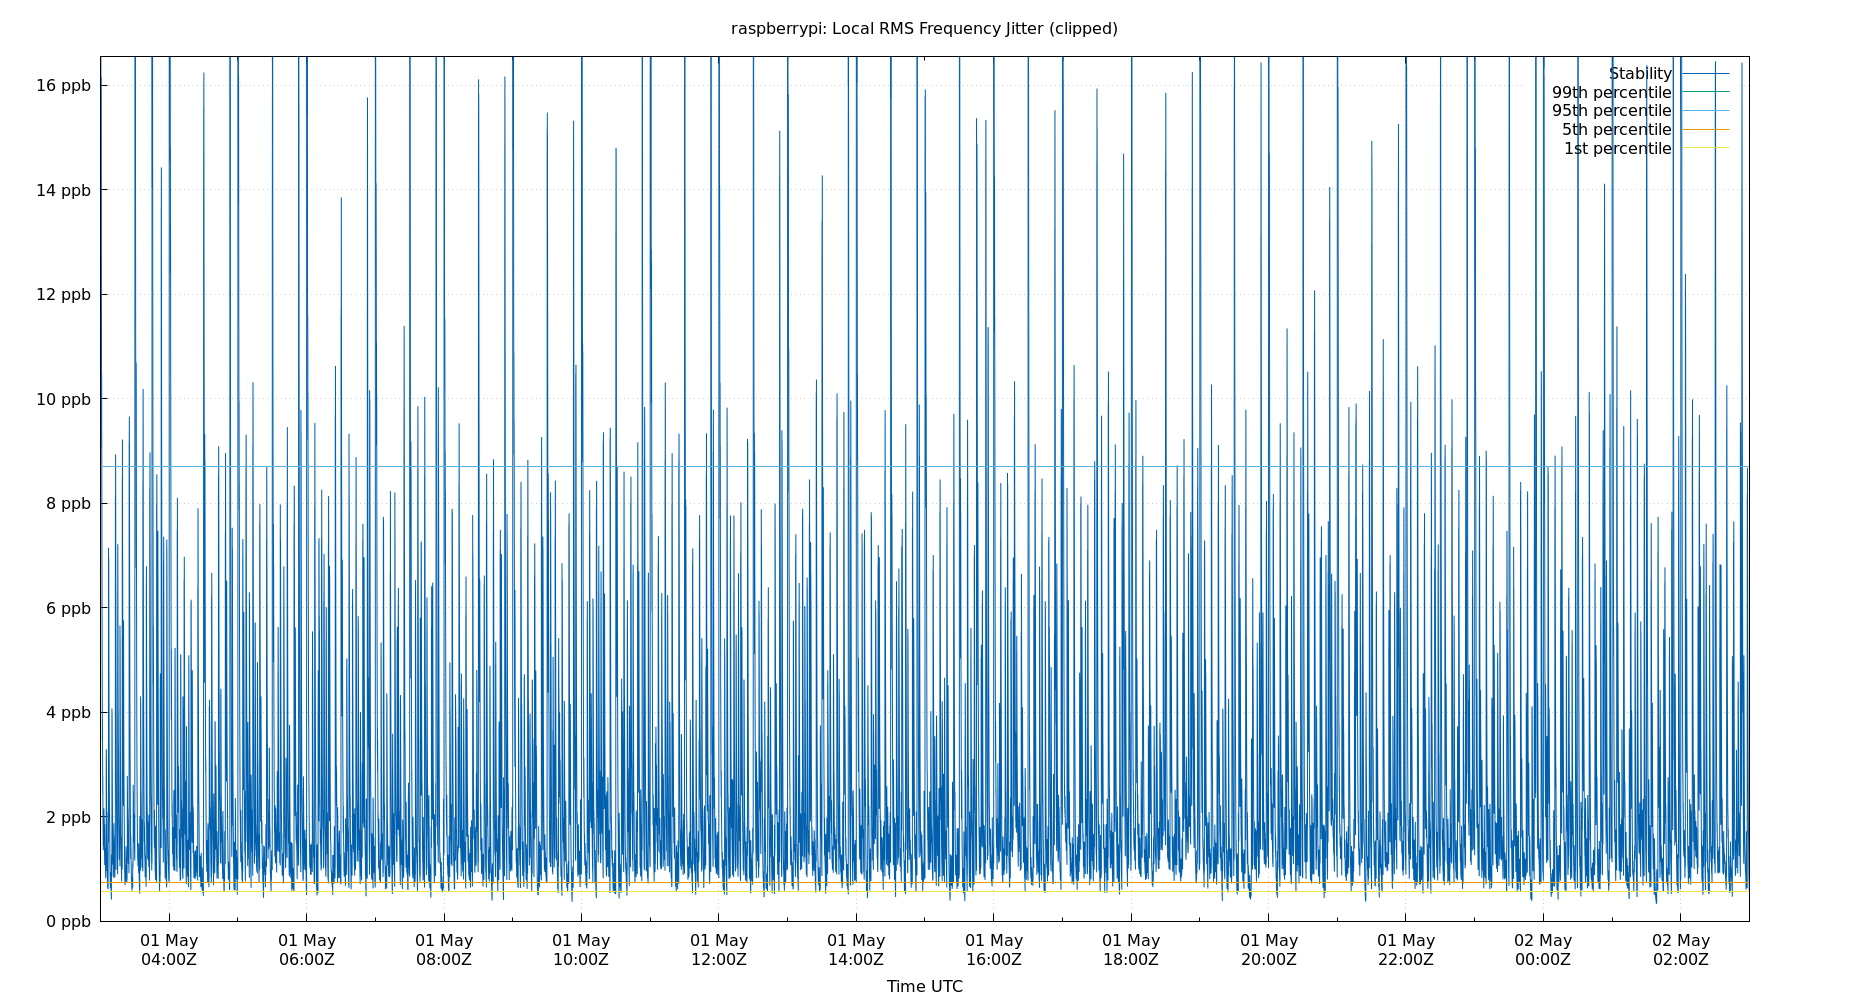 raspberrypi: Local RMS Frequency Jitter (clipped)
Stability
99th percentile
95th percentile
5th percentile
1st percentile
16 ppb
14 ppb
12 ppb
10 ppb
8 ppb
6 ppb
4 ppb
2 ppb
0 ppb
01 May 01 May 01 May 01 May 01 May 01 May 01 May 01 May 01 May 01 May 02 May 02 May
04:00Z 06:00Z 08:00Z 10:00Z 12:00Z 14:00Z 16:00Z 18:00Z 20:00Z 22:00Z 00:00Z 02:00Z
Time UTC